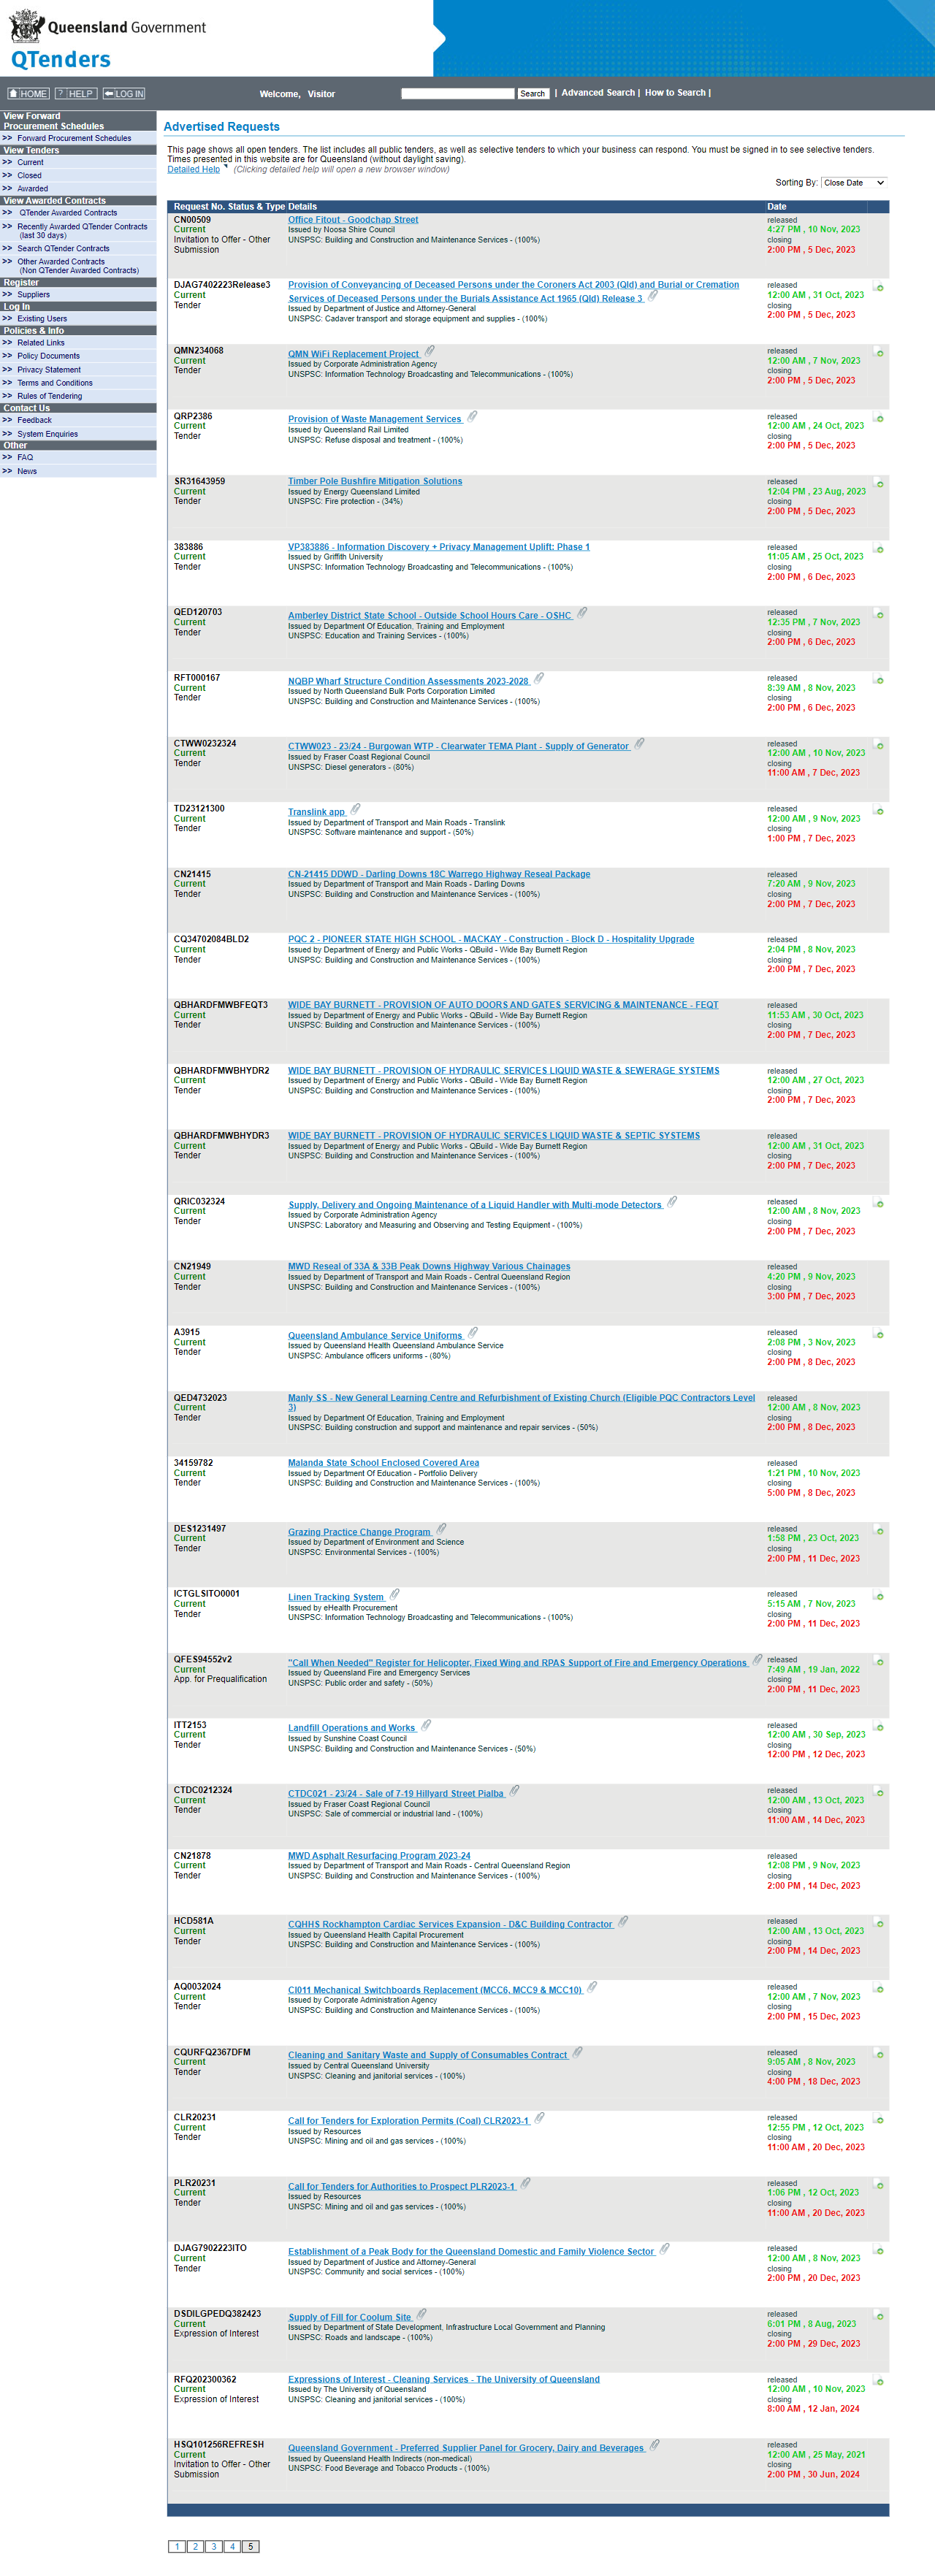 Queensland Government
QTenders
HOME ? HELP LOG IN
Welcome, Visitor
Search | Advanced Search | How to Search |
View Forward
Procurement Schedules
>> Forward Procurement Schedules
View Tenders
>> Current
>> Closed
>> Awarded
View Awarded Contracts
>> QTender Awarded Contracts
>> Recently Awarded QTender Contracts
(last 30 days)
>> Search QTender Contracts
>> Other Awarded Contracts
(Non QTender Awarded Contracts)
Register
>> Suppliers
Log In
>> Existing Users
Policies & Info
>> Related Links
>> Policy Documents
>> Privacy Statement
>> Terms and Conditions
>> Rules of Tendering
Contact Us
>> Feedback
>> System Enquiries
Other
>> FAQ
>> News
Advertised Requests
This page shows all open tenders. The list includes all public tenders, as well as selective tenders to which your business can respond. You must be signed in to see selective tenders.
Times presented in this website are for Queensland (without daylight saving).
Detailed Help (Clicking detailed help will open a new browser window)
Sorting By: Close Date
Request No. Status & Type Details Date
CN00509 Office Fitout - Goodchap Street released
Current Issued by Noosa Shire Council 4:27 PM , 10 Nov, 2023
Invitation to Offer - Other UNSPSC: Building and Construction and Maintenance Services - (100%) closing
Submission 2:00 PM , 5 Dec, 2023
DJAG7402223Release3 Provision of Conveyancing of Deceased Persons under the Coroners Act 2003 (Qld) and Burial or Cremation released
Current Services of Deceased Persons under the Burials Assistance Act 1965 (Qld) Release 3 12:00 AM , 31 Oct, 2023
Tender Issued by Department of Justice and Attorney-General closing
UNSPSC: Cadaver transport and storage equipment and supplies - (100%) 2:00 PM , 5 Dec, 2023
QMN234068 QMN WiFi Replacement Project released
Current Issued by Corporate Administration Agency 12:00 AM , 7 Nov, 2023
Tender UNSPSC: Information Technology Broadcasting and Telecommunications - (100%) closing
2:00 PM , 5 Dec, 2023
QRP2386 Provision of Waste Management Services released
Current Issued by Queensland Rail Limited 12:00 AM , 24 Oct, 2023
Tender UNSPSC: Refuse disposal and treatment - (100%) closing
2:00 PM , 5 Dec, 2023
SR31643959 Timber Pole Bushfire Mitigation Solutions released
Current Issued by Energy Queensland Limited 12:04 PM , 23 Aug, 2023
Tender UNSPSC: Fire protection - (34%) closing
2:00 PM , 5 Dec, 2023
383886 VP383886 - Information Discovery + Privacy Management Uplift: Phase 1 released
Current Issued by Griffith University 11:05 AM , 25 Oct, 2023
Tender UNSPSC: Information Technology Broadcasting and Telecommunications - (100%) closing
2:00 PM , 6 Dec, 2023
QED120703 Amberley District State School - Outside School Hours Care - OSHC released
Current Issued by Department Of Education, Training and Employment 12:35 PM , 7 Nov, 2023
Tender UNSPSC: Education and Training Services - (100%) closing
2:00 PM , 6 Dec, 2023
RFT000167 NQBP Wharf Structure Condition Assessments 2023-2028 released
Current Issued by North Queensland Bulk Ports Corporation Limited 8:39 AM , 8 Nov, 2023
Tender UNSPSC: Building and Construction and Maintenance Services - (100%) closing
2:00 PM , 6 Dec, 2023
CTWW0232324 CTWW023 - 23/24 - Burgowan WTP - Clearwater TEMA Plant - Supply of Generator released
Current Issued by Fraser Coast Regional Council 12:00 AM , 10 Nov, 2023
Tender UNSPSC: Diesel generators - (80%) closing
11:00 AM , 7 Dec, 2023
TD23121300 Translink app released
Current Issued by Department of Transport and Main Roads - Translink 12:00 AM , 9 Nov, 2023
Tender UNSPSC: Software maintenance and support - (50%) closing
1:00 PM , 7 Dec, 2023
CN21415 CN-21415 DDWD - Darling Downs 18C Warrego Highway Reseal Package released
Current Issued by Department of Transport and Main Roads - Darling Downs 7:20 AM , 9 Nov, 2023
Tender UNSPSC: Building and Construction and Maintenance Services - (100%) closing
2:00 PM , 7 Dec, 2023
CQ34702084BLD2 PQC 2 - PIONEER STATE HIGH SCHOOL - MACKAY - Construction - Block D - Hospitality Upgrade released
Current Issued by Department of Energy and Public Works - QBuild - Wide Bay Burnett Region 2:04 PM , 8 Nov, 2023
Tender UNSPSC: Building and Construction and Maintenance Services - (100%) closing
2:00 PM , 7 Dec, 2023
QBHARDFMWBFEQT3 WIDE BAY BURNETT - PROVISION OF AUTO DOORS AND GATES SERVICING & MAINTENANCE - FEQT released
Current Issued by Department of Energy and Public Works - QBuild - Wide Bay Burnett Region 11:53 AM , 30 Oct, 2023
Tender UNSPSC: Building and Construction and Maintenance Services - (100%) closing
2:00 PM , 7 Dec, 2023
QBHARDFMWBHYDR2 WIDE BAY BURNETT - PROVISION OF HYDRAULIC SERVICES LIQUID WASTE & SEWERAGE SYSTEMS released
Current Issued by Department of Energy and Public Works - QBuild - Wide Bay Burnett Region 12:00 AM , 27 Oct, 2023
Tender UNSPSC: Building and Construction and Maintenance Services - (100%) closing
2:00 PM , 7 Dec, 2023
QBHARDFMWBHYDR3 WIDE BAY BURNETT - PROVISION OF HYDRAULIC SERVICES LIQUID WASTE & SEPTIC SYSTEMS released
Current Issued by Department of Energy and Public Works - QBuild - Wide Bay Burnett Region 12:00 AM , 31 Oct, 2023
Tender UNSPSC: Building and Construction and Maintenance Services - (100%) closing
2:00 PM , 7 Dec, 2023
QRIC032324 Supply, Delivery and Ongoing Maintenance of a Liquid Handler with Multi-mode Detectors released
Current Issued by Corporate Administration Agency 12:00 AM , 8 Nov, 2023
Tender UNSPSC: Laboratory and Measuring and Observing and Testing Equipment - (100%) closing
2:00 PM , 7 Dec, 2023
CN21949 MWD Reseal of 33A & 33B Peak Downs Highway Various Chainages released
Current Issued by Department of Transport and Main Roads - Central Queensland Region 4:20 PM , 9 Nov, 2023
Tender UNSPSC: Building and Construction and Maintenance Services - (100%) closing
3:00 PM , 7 Dec, 2023
A3915 Queensland Ambulance Service Uniforms released
Current Issued by Queensland Health Queensland Ambulance Service 2:08 PM , 3 Nov, 2023
Tender UNSPSC: Ambulance officers uniforms - (80%) closing
2:00 PM , 8 Dec, 2023
QED4732023 Manly SS - New General Learning Centre and Refurbishment of Existing Church (Eligible PQC Contractors Level released
Current 3) 12:00 AM , 8 Nov, 2023
Tender Issued by Department Of Education, Training and Employment closing
UNSPSC: Building construction and support and maintenance and repair services - (50%) 2:00 PM , 8 Dec, 2023
34159782 Malanda State School Enclosed Covered Area released
Current Issued by Department Of Education - Portfolio Delivery 1:21 PM , 10 Nov, 2023
Tender UNSPSC: Building and Construction and Maintenance Services - (100%) closing
5:00 PM , 8 Dec, 2023
DES1231497 Grazing Practice Change Program released
Current Issued by Department of Environment and Science 1:58 PM , 23 Oct, 2023
Tender UNSPSC: Environmental Services - (100%) closing
2:00 PM , 11 Dec, 2023
ICTGLSITO0001 Linen Tracking System released
Current Issued by eHealth Procurement 5:15 AM , 7 Nov, 2023
Tender UNSPSC: Information Technology Broadcasting and Telecommunications - (100%) closing
2:00 PM , 11 Dec, 2023
QFES94552v2 "Call When Needed" Register for Helicopter, Fixed Wing and RPAS Support of Fire and Emergency Operations released
Current Issued by Queensland Fire and Emergency Services 7:49 AM , 19 Jan, 2022
App. for Prequalification UNSPSC: Public order and safety - (50%) closing
2:00 PM , 11 Dec, 2023
ITT2153 Landfill Operations and Works released
Current Issued by Sunshine Coast Council 12:00 AM , 30 Sep, 2023
Tender UNSPSC: Building and Construction and Maintenance Services - (50%) closing
12:00 PM , 12 Dec, 2023
CTDC0212324 CTDC021 - 23/24 - Sale of 7-19 Hillyard Street Pialba released
Current Issued by Fraser Coast Regional Council 12:00 AM , 13 Oct, 2023
Tender UNSPSC: Sale of commercial or industrial land - (100%) closing
11:00 AM , 14 Dec, 2023
CN21878 MWD Asphalt Resurfacing Program 2023-24 released
Current Issued by Department of Transport and Main Roads - Central Queensland Region 12:08 PM , 9 Nov, 2023
Tender UNSPSC: Building and Construction and Maintenance Services - (100%) closing
2:00 PM , 14 Dec, 2023
HCD581A CQHHS Rockhampton Cardiac Services Expansion - D&C Building Contractor released
Current Issued by Queensland Health Capital Procurement 12:00 AM , 13 Oct, 2023
Tender UNSPSC: Building and Construction and Maintenance Services - (100%) closing
2:00 PM , 14 Dec, 2023
AQ0032024 CI011 Mechanical Switchboards Replacement (MCC6, MCC9 & MCC10) released
Current Issued by Corporate Administration Agency 12:00 AM , 7 Nov, 2023
Tender UNSPSC: Building and Construction and Maintenance Services - (100%) closing
2:00 PM , 15 Dec, 2023
CQURFQ2367DFM Cleaning and Sanitary Waste and Supply of Consumables Contract released
Current Issued by Central Queensland University 9:05 AM , 8 Nov, 2023
Tender UNSPSC: Cleaning and janitorial services - (100%) closing
4:00 PM , 18 Dec, 2023
CLR20231 Call for Tenders for Exploration Permits (Coal) CLR2023-1 released
Current Issued by Resources 12:55 PM , 12 Oct, 2023
Tender UNSPSC: Mining and oil and gas services - (100%) closing
11:00 AM , 20 Dec, 2023
PLR20231 Call for Tenders for Authorities to Prospect PLR2023-1 released
Current Issued by Resources 1:06 PM , 12 Oct, 2023
Tender UNSPSC: Mining and oil and gas services - (100%) closing
11:00 AM , 20 Dec, 2023
DJAG7902223ITO Establishment of a Peak Body for the Queensland Domestic and Family Violence Sector released
Current Issued by Department of Justice and Attorney-General 12:00 AM , 8 Nov, 2023
Tender UNSPSC: Community and social services - (100%) closing
2:00 PM , 20 Dec, 2023
DSDILGPEDQ382423 Supply of Fill for Coolum Site released
Current Issued by Department of State Development, Infrastructure Local Government and Planning 6:01 PM , 8 Aug, 2023
Expression of Interest UNSPSC: Roads and landscape - (100%) closing
2:00 PM , 29 Dec, 2023
RFQ202300362 Expressions of Interest - Cleaning Services - The University of Queensland released
Current Issued by The University of Queensland 12:00 AM , 10 Nov, 2023
Expression of Interest UNSPSC: Cleaning and janitorial services - (100%) closing
8:00 AM , 12 Jan, 2024
HSQ101256REFRESH Queensland Government - Preferred Supplier Panel for Grocery, Dairy and Beverages released
Current Issued by Queensland Health Indirects (non-medical) 12:00 AM , 25 May, 2021
Invitation to Offer - Other UNSPSC: Food Beverage and Tobacco Products - (100%) closing
Submission 2:00 PM , 30 Jun, 2024
1 2 3 4 5